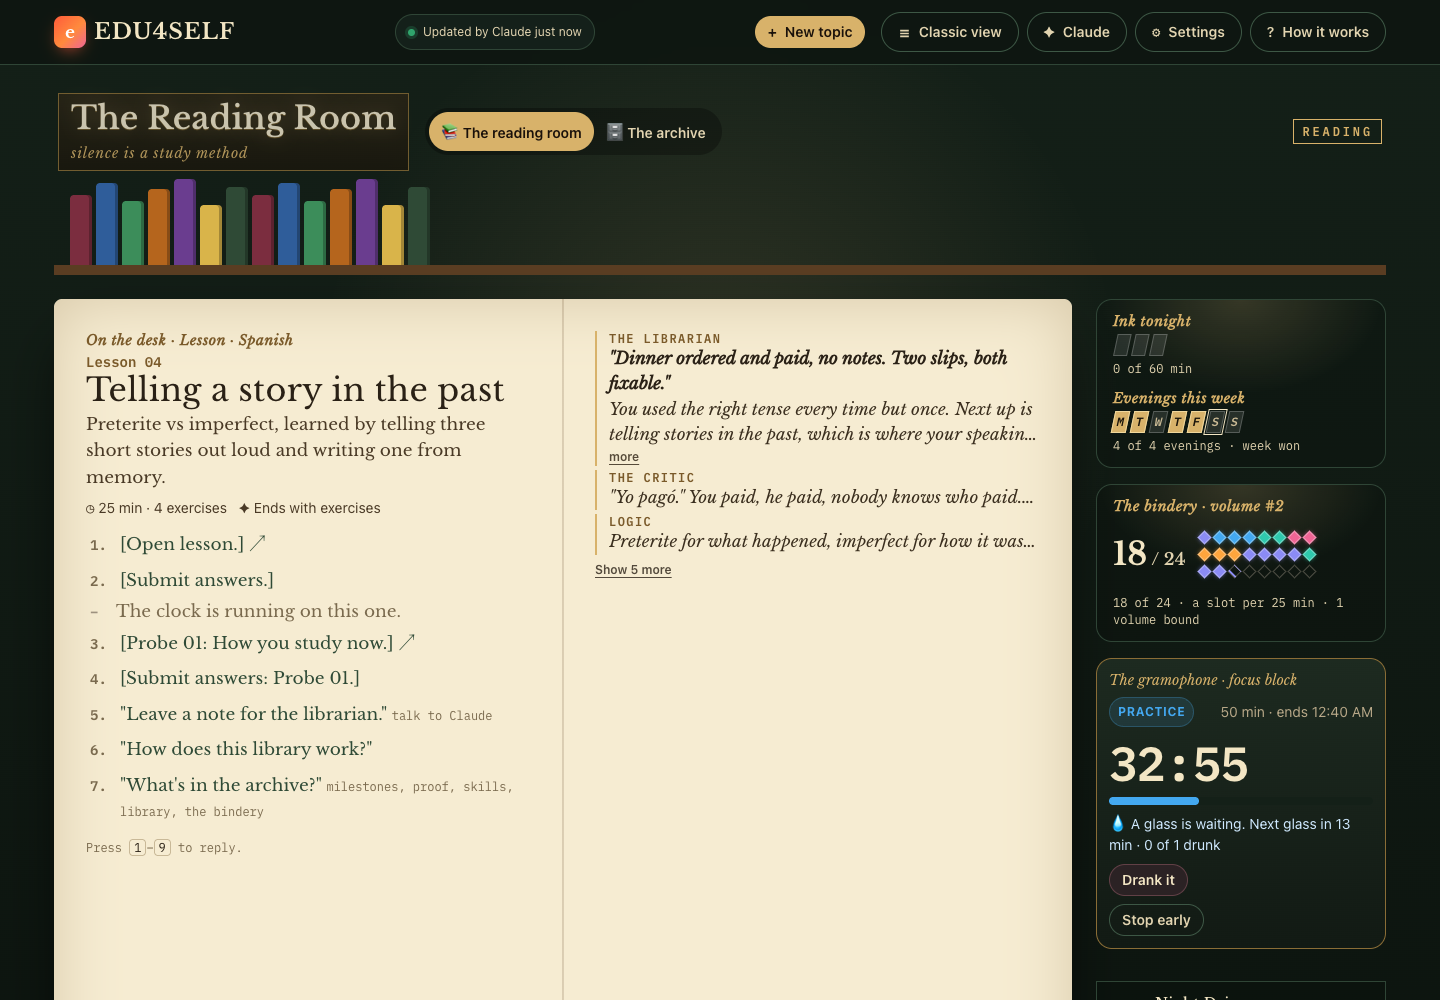 e EDU4SELF
Updated by Claude just now
+ New topic
≡ Classic view
✦ Claude
⚙ Settings
? How it works
The Reading Room
silence is a study method
The reading room
The archive
READING
On the desk · Lesson · Spanish
Lesson 04
Telling a story in the past
Preterite vs imperfect, learned by telling three
short stories out loud and writing one from
memory.
◷ 25 min · 4 exercises ✦ Ends with exercises
1. [Open lesson.] ↗
2. [Submit answers.]
– The clock is running on this one.
3. [Probe 01: How you study now.] ↗
4. [Submit answers: Probe 01.]
5. "Leave a note for the librarian." talk to Claude
6. "How does this library work?"
7. "What's in the archive?" milestones, proof, skills,
library, the bindery
Press 1–9 to reply.
THE LIBRARIAN
"Dinner ordered and paid, no notes. Two slips, both
fixable."
You used the right tense every time but once. Next up is
telling stories in the past, which is where your speakin...
more
THE CRITIC
"Yo pagó." You paid, he paid, nobody knows who paid....
LOGIC
Preterite for what happened, imperfect for how it was...
Show 5 more
Ink tonight
0 of 60 min
Evenings this week
M T W T F S S
4 of 4 evenings · week won
The bindery · volume #2
18 / 24
18 of 24 · a slot per 25 min · 1
volume bound
The gramophone · focus block
PRACTICE
50 min · ends 12:40 AM
32:55
💧 A glass is waiting. Next glass in 13
min · 0 of 1 drunk
Drank it
Stop early